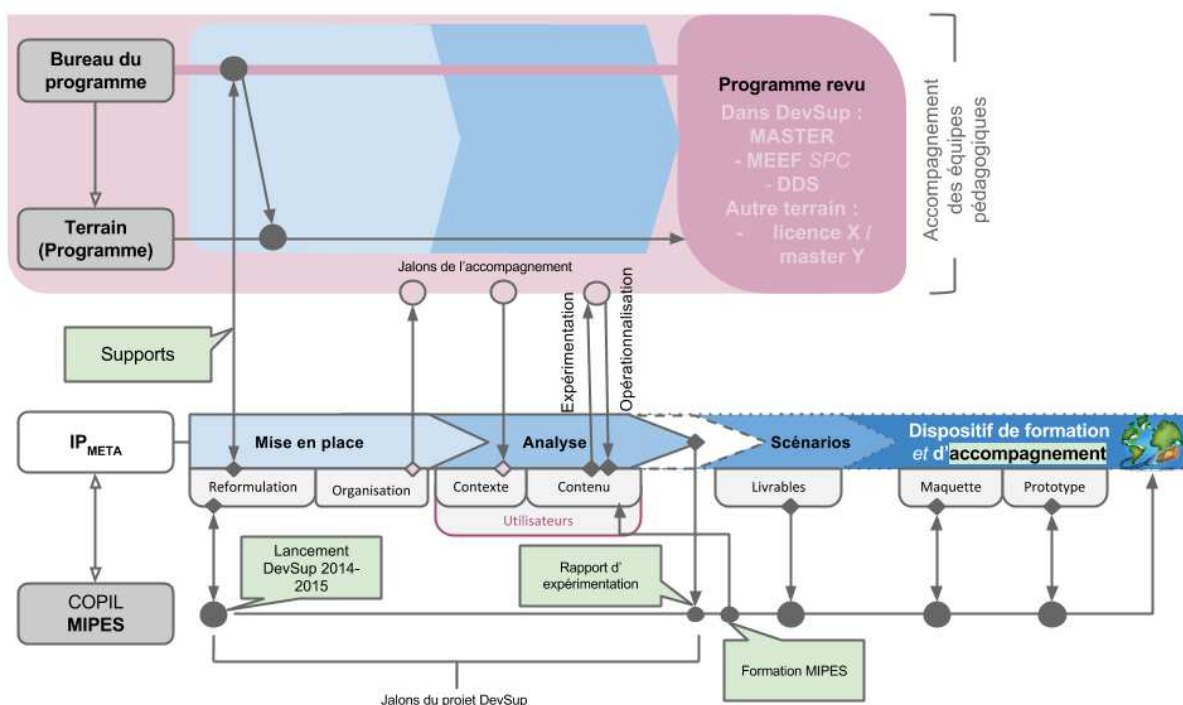 Bureau du
programme
Terrain
(Programme)
Programme revu
Dans DevSup :
MASTER
- MEEF SPC
- DDS
Autre terrain :
- licence X /
master Y
Accompagnement
des équipes
pédagogiques
Jalons de l'accompagnement
Supports
Expérimentation
Opérationnalisation
IP META
Mise en place
Analyse
Scénarios
Dispositif de formation
et d'accompagnement
Reformulation
Organisation
Contexte
Contenu
Utilisateurs
Livrables
Maquette
Prototype
Lancement
DevSup 2014-
2015
Rapport d'
expérimentation
COPIL
MIPES
Formation MIPES
Jalons du projet DevSup